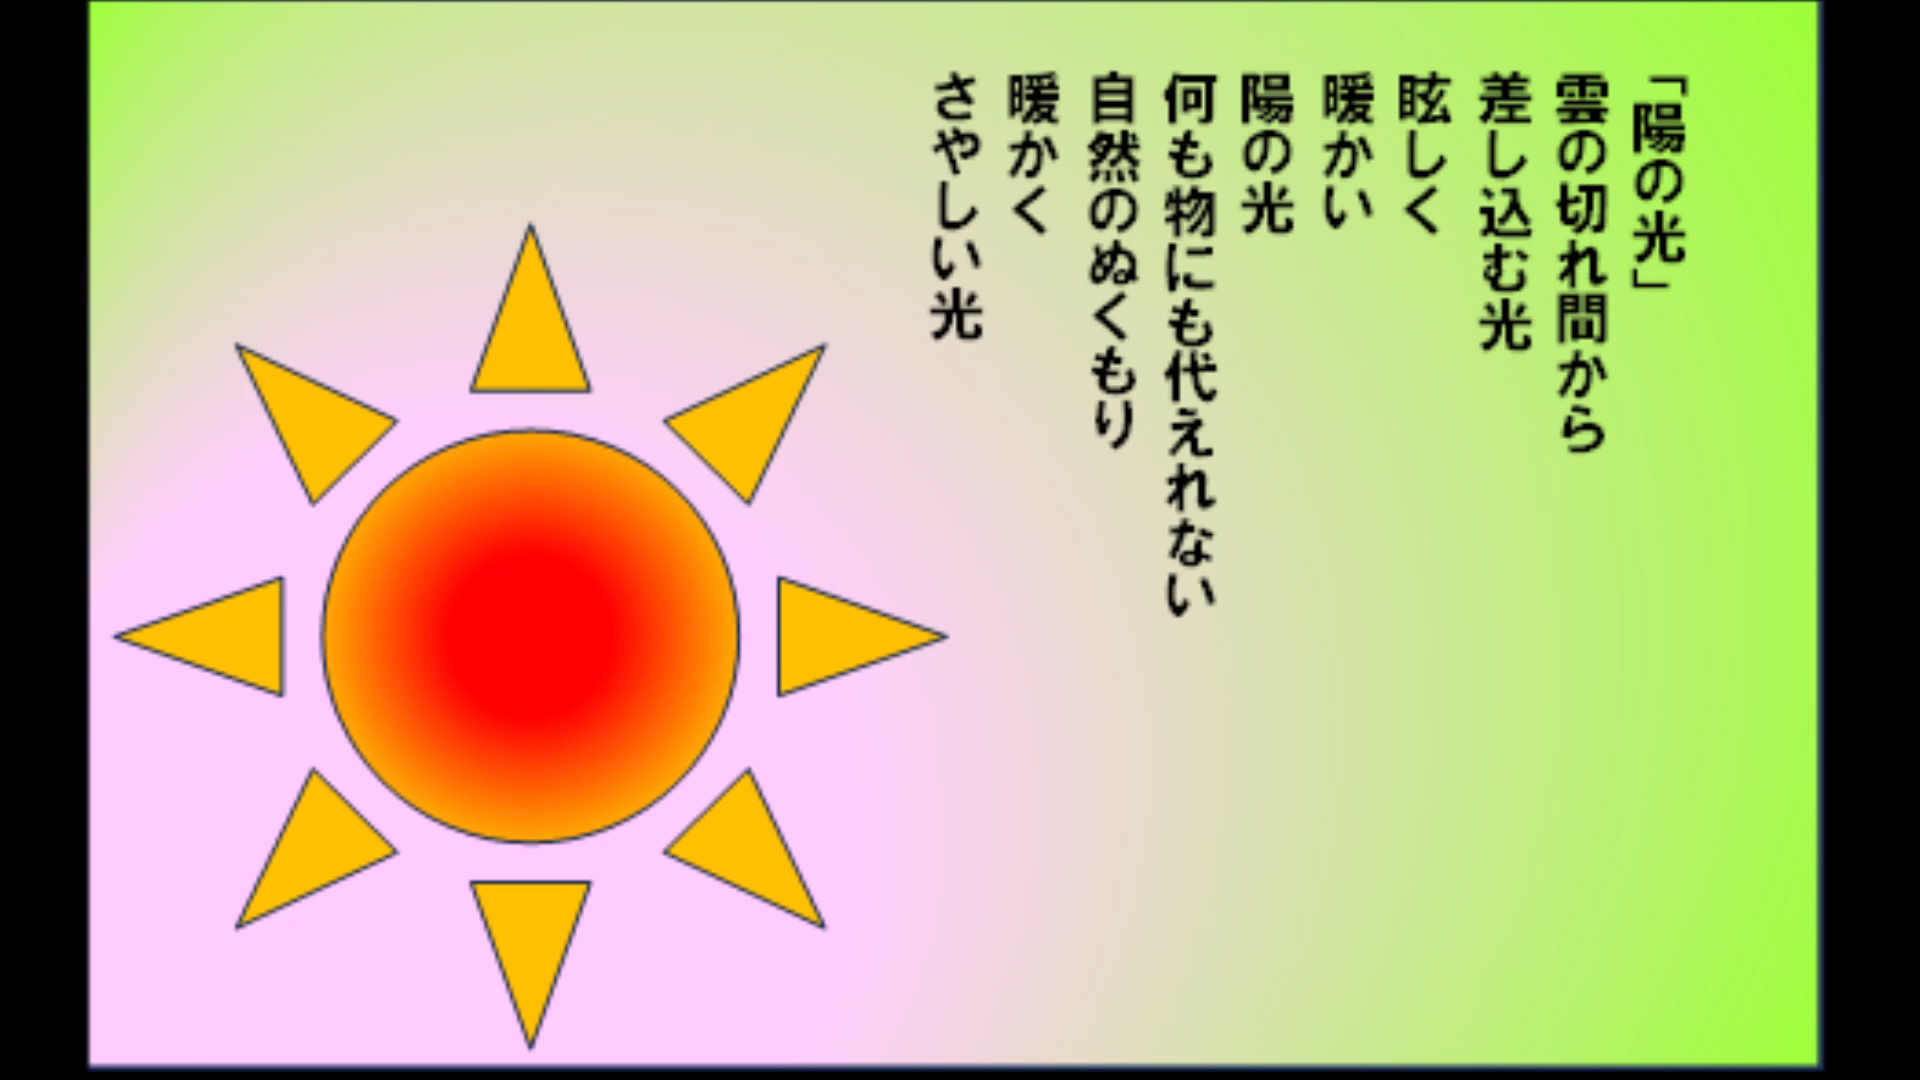 「陽の光」
雲の切れ間から
差し込む光
眩しく
暖かい
陽の光
何も物にも代えれない
自然のぬくもり
暖かく
さやしい光